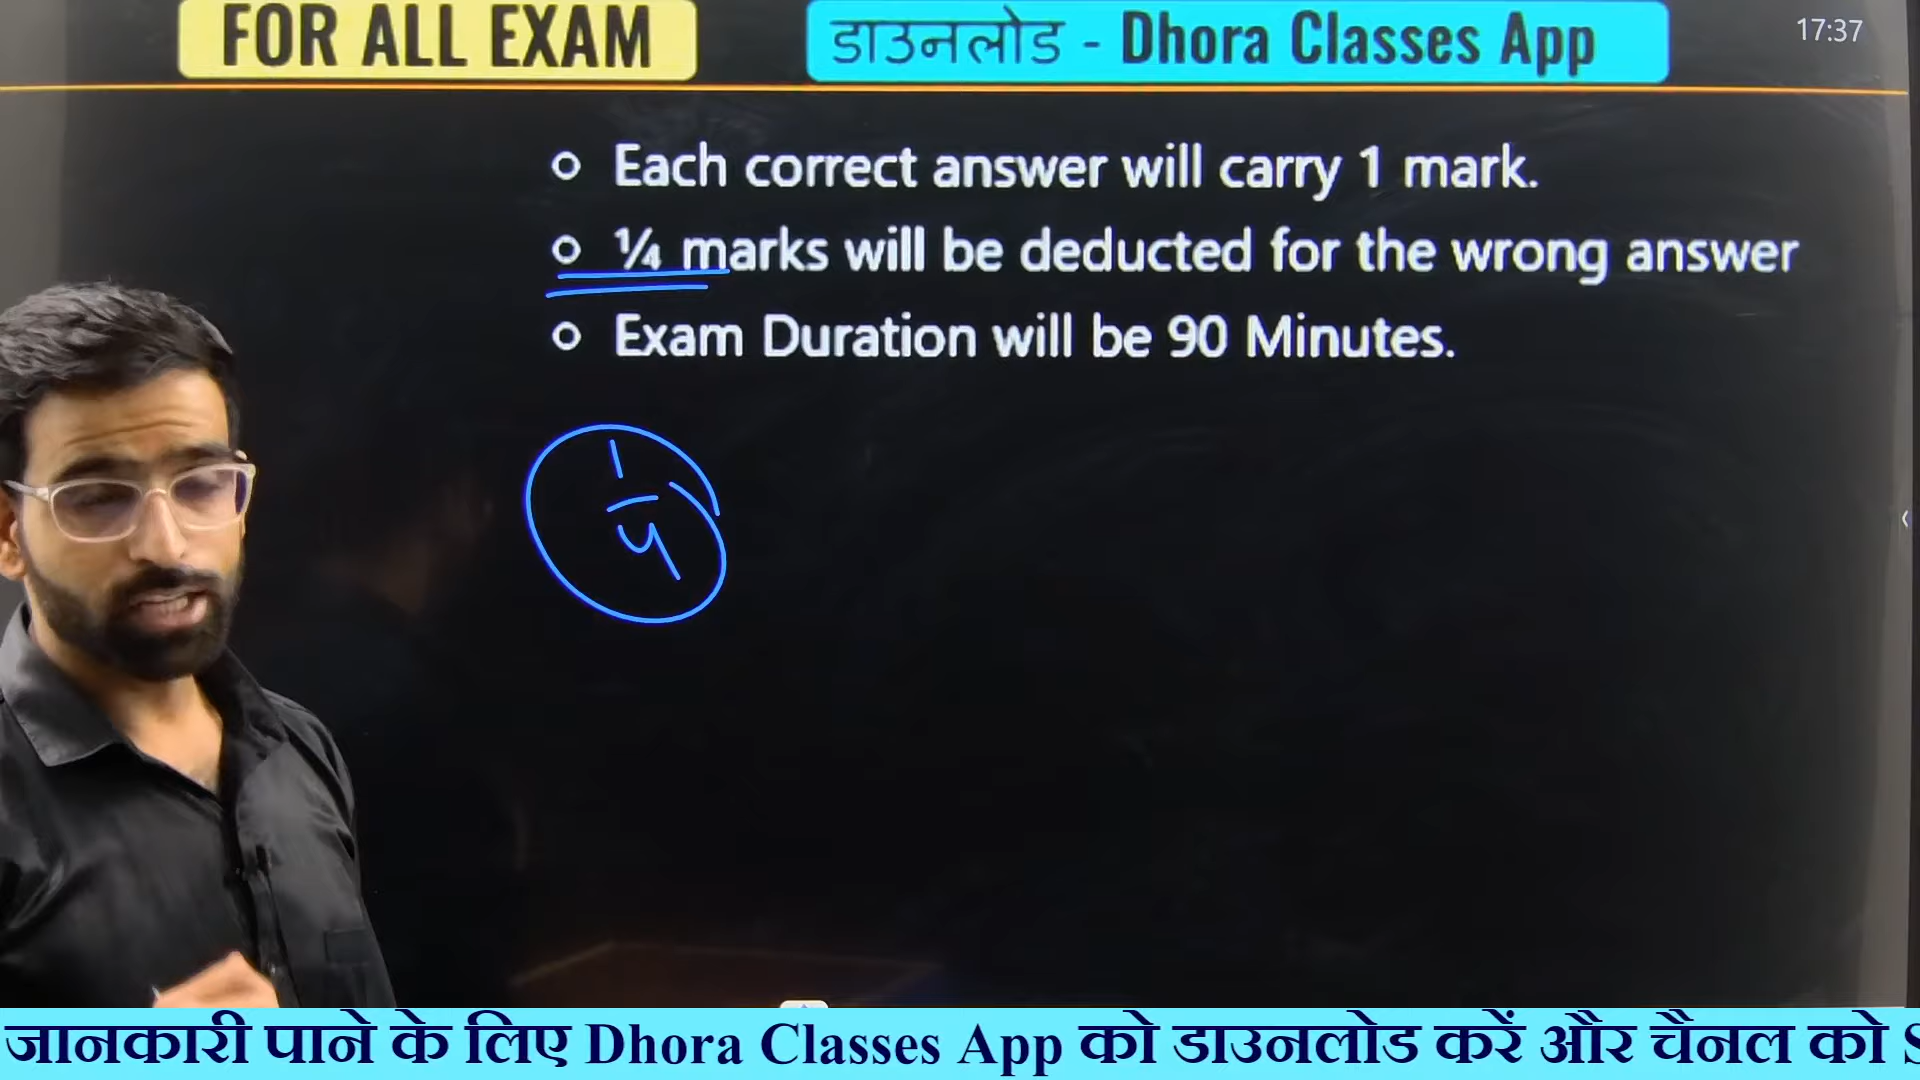 FOR ALL EXAM
डाउनलोड - Dhora Classes App
17:37
o Each correct answer will carry 1 mark.
o ¼ marks will be deducted for the wrong answer
o Exam Duration will be 90 Minutes.
1
4
जानकारी पाने के लिए Dhora Classes App को डाउनलोड करें और चैनल को S